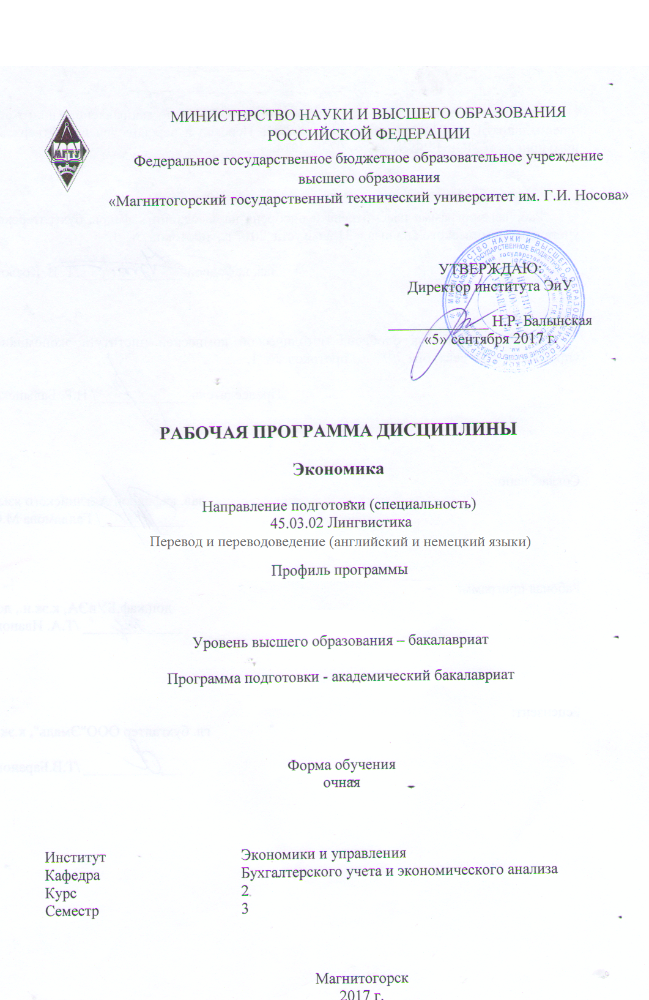 МИНИСТЕРСТВО НАУКИ И ВЫСШЕГО ОБРАЗОВАНИЯ
РОССИЙСКОЙ ФЕДЕРАЦИИ
МГТУ
Федеральное государственное бюджетное образовательное учреждение
высшего образования
«Магнитогорский государственный технический университет им. Г.И. Носова»
УТВЕРЖДАЮ:
Директор института ЭиУ
Н.Р. Балынская
«5» сентября 2017 г.
РАБОЧАЯ ПРОГРАММА ДИСЦИПЛИНЫ
Экономика
Направление подготовки (специальность)
45.03.02 Лингвистика
Перевод и переводоведение (английский и немецкий языки)
Профиль программы
Уровень высшего образования – бакалавриат
Программа подготовки - академический бакалавриат
Форма обучения
очная
Институт Экономики и управления
Кафедра Бухгалтерского учета и экономического анализа
Курс 2
Семестр 3
Магнитогорск
2017 г.